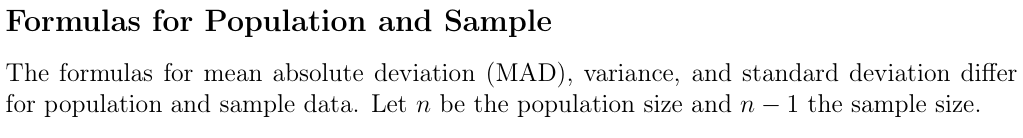 Formulas for Population and Sample
The formulas for mean absolute deviation (MAD), variance, and standard deviation differ
for population and sample data. Let n be the population size and n − 1 the sample size.